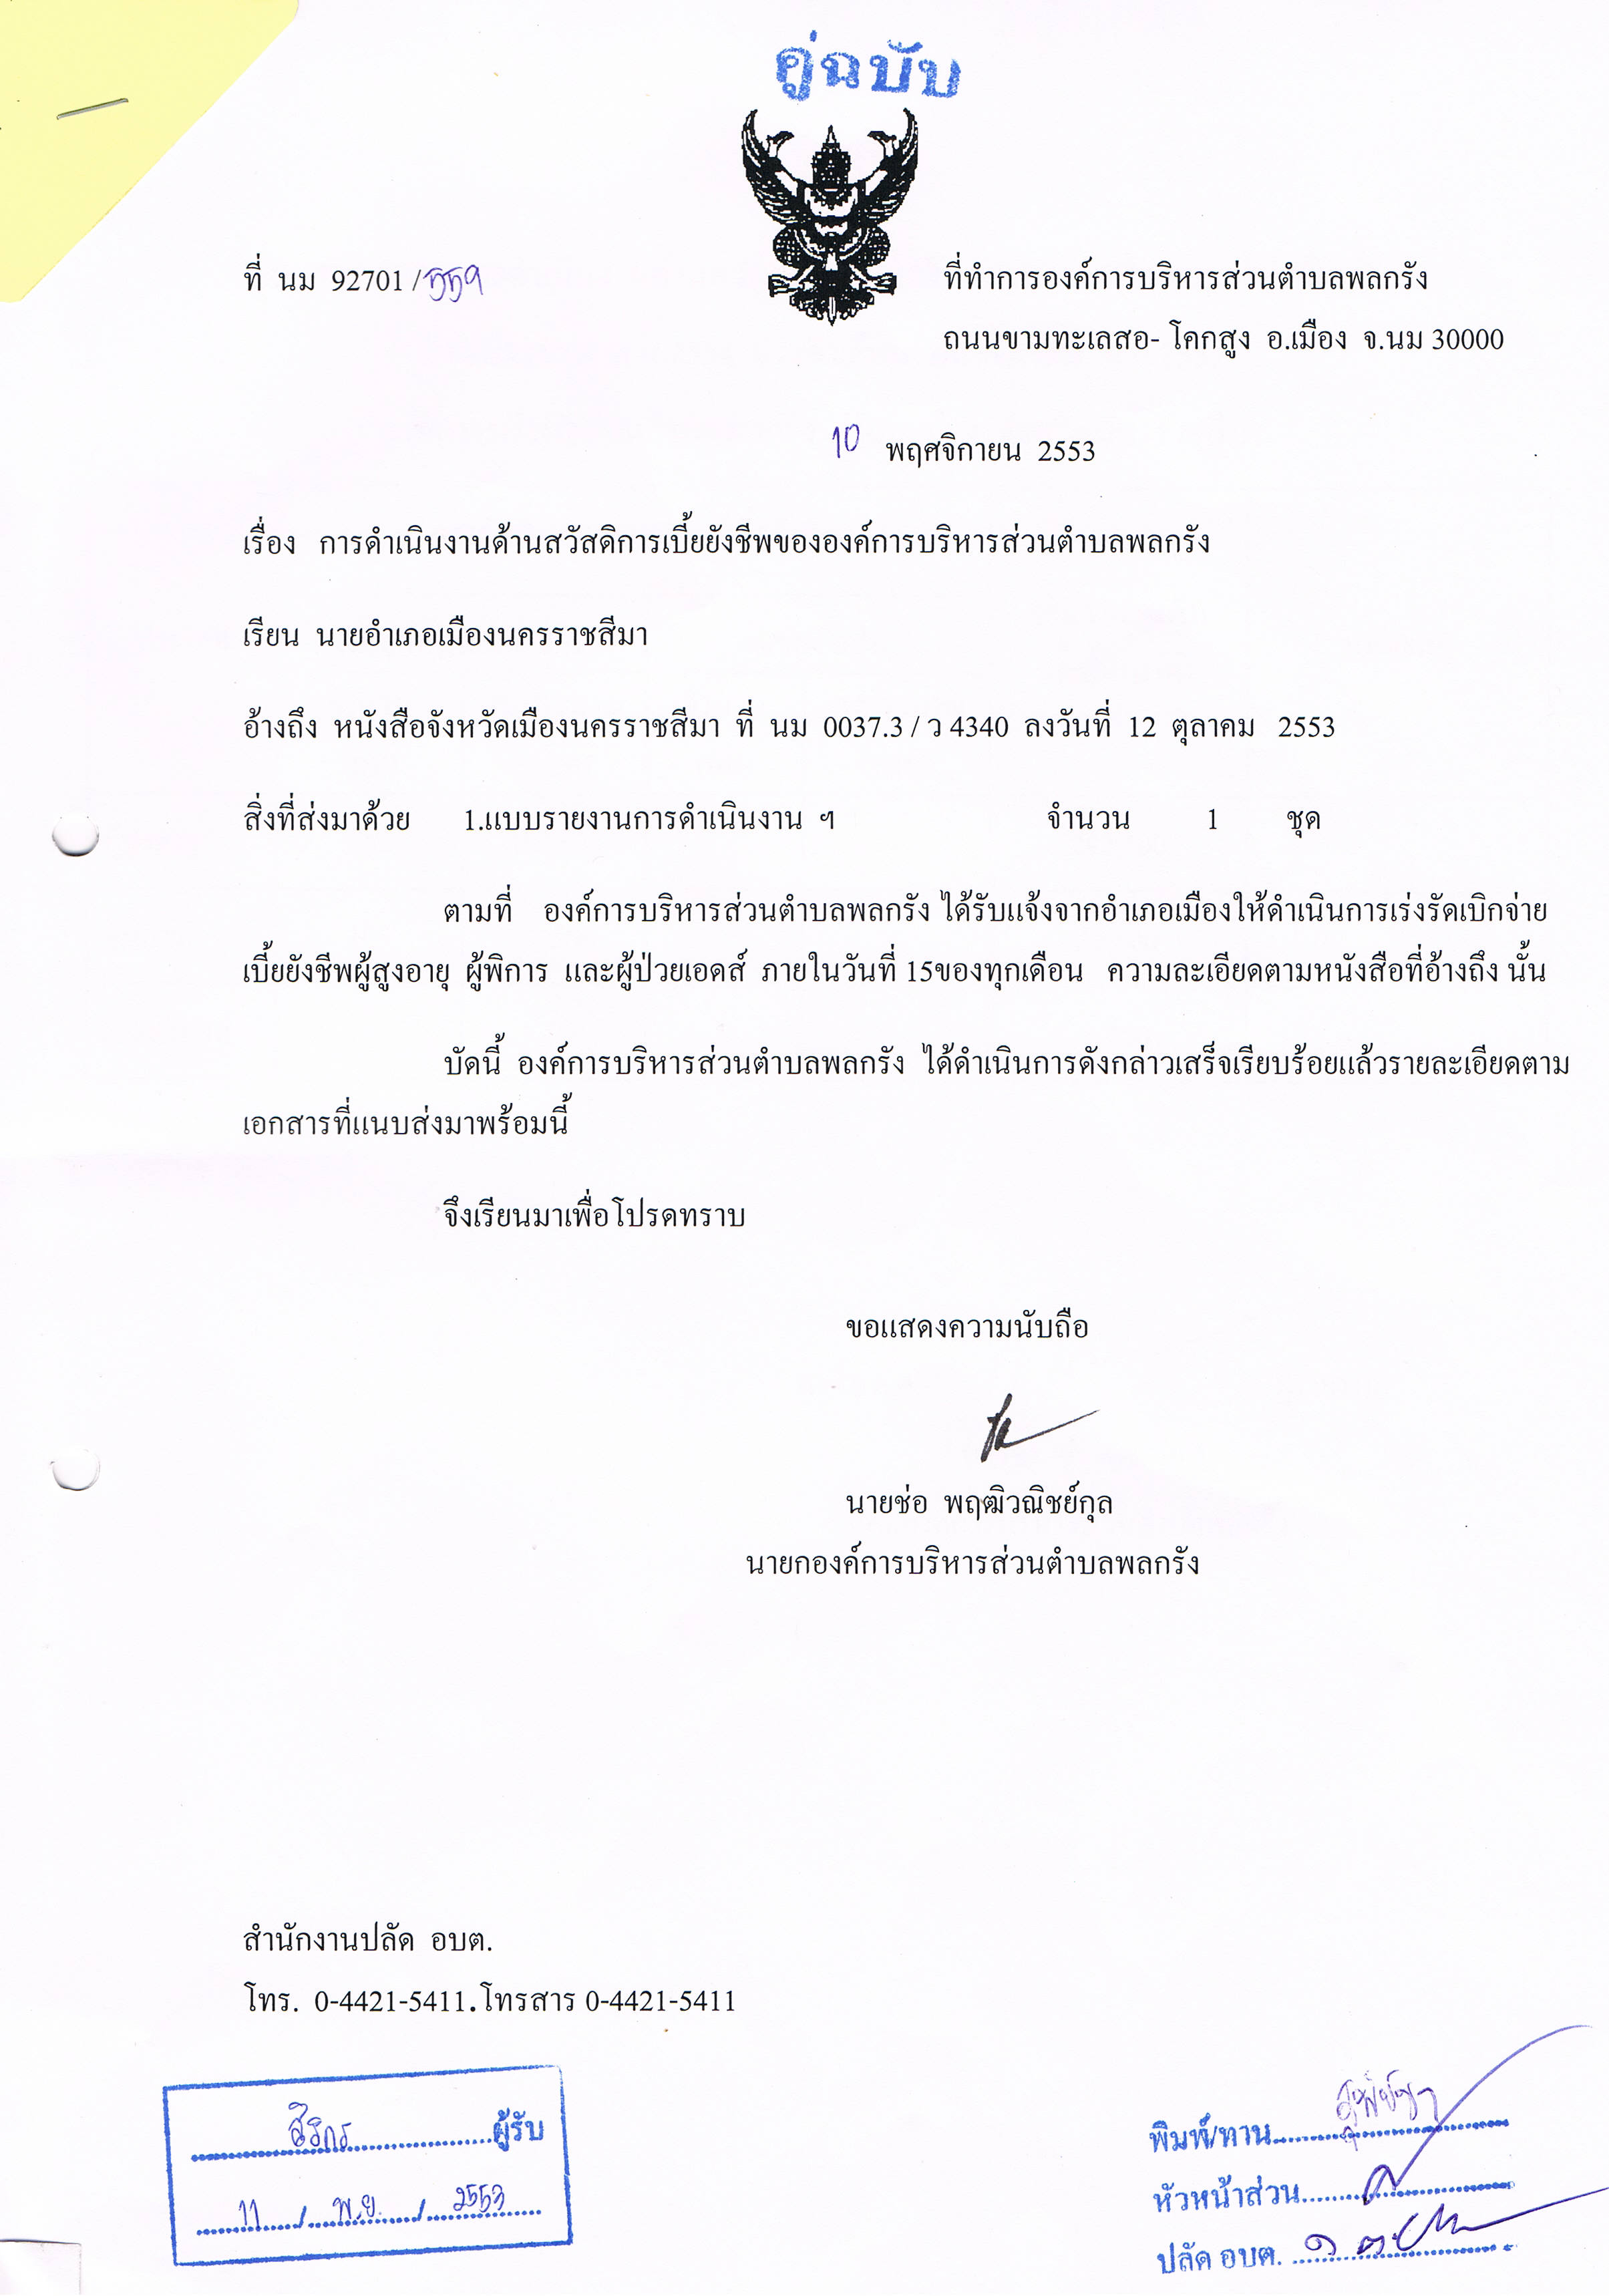 คู่ฉบับ
ที่ นม 92701 / 559
ที่ทำการองค์การบริหารส่วนตำบลพลกรัง
ถนนขามทะเลสอ- โคกสูง อ.เมือง จ.นม 30000
10 พฤศจิกายน 2553
เรื่อง การดำเนินงานด้านสวัสดิการเบี้ยยังชีพขององค์การบริหารส่วนตำบลพลกรัง
เรียน นายอำเภอเมืองนครราชสีมา
อ้างถึง หนังสือจังหวัดเมืองนครราชสีมา ที่ นม 0037.3 / ว 4340 ลงวันที่ 12 ตุลาคม 2553
สิ่งที่ส่งมาด้วย 1.แบบรายงานการดำเนินงาน ฯ จำนวน 1 ชุด
ตามที่ องค์การบริหารส่วนตำบลพลกรัง ได้รับแจ้งจากอำเภอเมืองให้ดำเนินการเร่งรัดเบิกจ่าย
เบี้ยยังชีพผู้สูงอายุ ผู้พิการ และผู้ป่วยเอดส์ ภายในวันที่ 15ของทุกเดือน ความละเอียดตามหนังสือที่อ้างถึง นั้น
บัดนี้ องค์การบริหารส่วนตำบลพลกรัง ได้ดำเนินการดังกล่าวเสร็จเรียบร้อยแล้วรายละเอียดตาม
เอกสารที่แนบส่งมาพร้อมนี้
จึงเรียนมาเพื่อโปรดทราบ
ขอแสดงความนับถือ
นายช่อ พฤฒิวณิชย์กุล
นายกองค์การบริหารส่วนตำบลพลกรัง
สำนักงานปลัด อบต.
โทร. 0-4421-5411.โทรสาร 0-4421-5411
สิริกร ผู้รับ
11 / พ.ย. / 2553
พิมพ์/ทาน
หัวหน้าส่วน
ปลัด อบต.